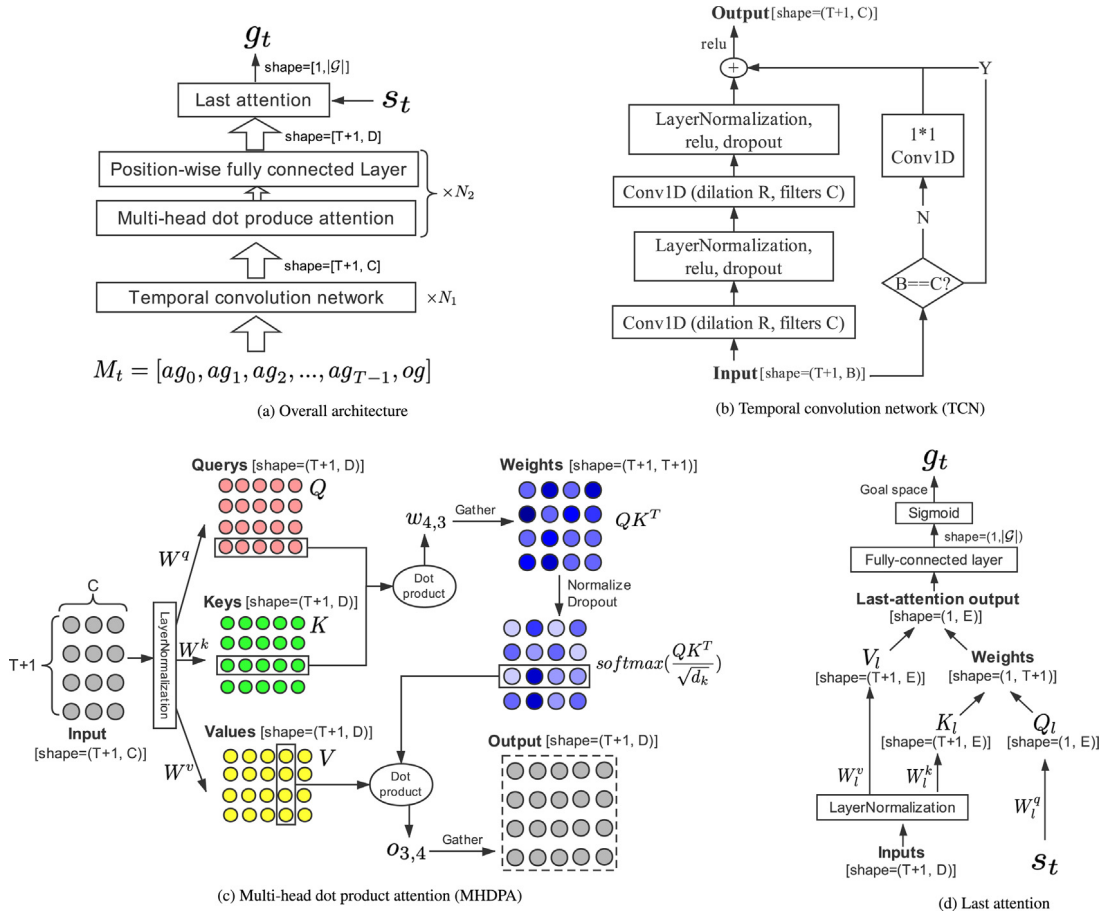 g_t
shape=[1,|𝒢|]
Last attention
s_t
shape=[T+1, D]
Position-wise fully connected Layer
Multi-head dot produce attention
×N_2
shape=[T+1, C]
Temporal convolution network
×N_1
M_t = [ag_0, ag_1, ag_2, ..., ag_{T−1}, og]
(a) Overall architecture
Output [shape=(T+1, C)]
relu
+
Y
LayerNormalization,
relu, dropout
1*1
Conv1D
Conv1D (dilation R, filters C)
N
LayerNormalization,
relu, dropout
B==C?
Conv1D (dilation R, filters C)
Input [shape=(T+1, B)]
(b) Temporal convolution network (TCN)
Querys [shape=(T+1, D)]
Q
W^q
C
T+1
Input
[shape=(T+1, C)]
LayerNormalization
W^k
Keys [shape=(T+1, D)]
K
W^v
Values [shape=(T+1, D)]
V
Dot
product
w_{4,3}
Gather
Weights [shape=(T+1, T+1)]
QK^T
Normalize
Dropout
softmax(QK^T/√d_k)
Dot
product
o_{3,4}
Gather
Output [shape=(T+1, D)]
(c) Multi-head dot product attention (MHDPA)
g_t
Goal space
Sigmoid
shape=(1,|𝒢|)
Fully-connected layer
Last-attention output
[shape=(1, E)]
V_l
[shape=(T+1, E)]
Weights
[shape=(1, T+1)]
K_l
[shape=(T+1, E)]
Q_l
[shape=(1, E)]
W_l^v
W_l^k
W_l^q
LayerNormalization
Inputs
[shape=(T+1, D)]
s_t
(d) Last attention